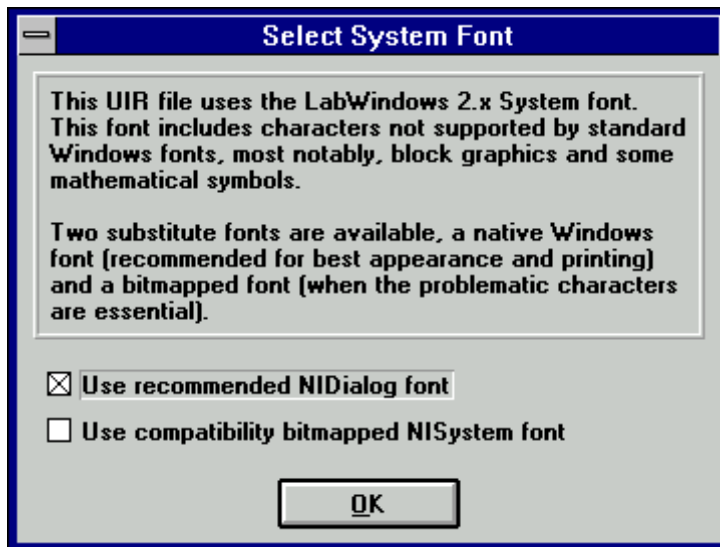 Select System Font
This UIR file uses the LabWindows 2.x System font.
This font includes characters not supported by standard
Windows fonts, most notably, block graphics and some
mathematical symbols.
Two substitute fonts are available, a native Windows
font (recommended for best appearance and printing)
and a bitmapped font (when the problematic characters
are essential).
Use recommended NIDialog font
Use compatibility bitmapped NISystem font
OK